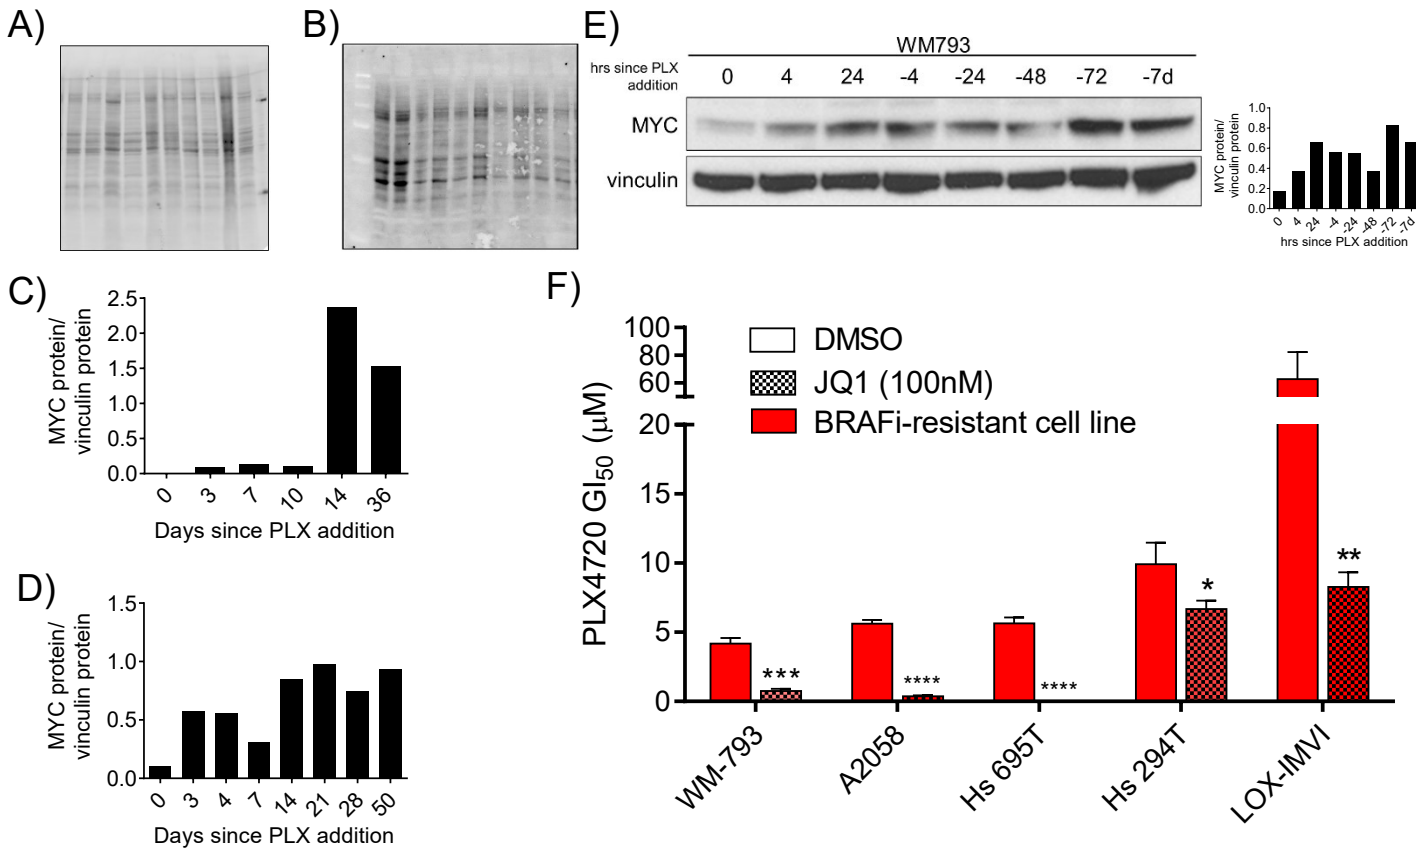 A)
B)
E)
WM793
hrs since PLX
addition
0 4 24 -4 -24 -48 -72 -7d
MYC
vinculin
MYC protein/
vinculin protein
1.0
0.8
0.6
0.4
0.2
0.0
0 4 24 -4 -24 -48 -72 -7d
hrs since PLX addition
C)
MYC protein/
vinculin protein
2.5
2.0
1.5
1.0
0.5
0.0
0 3 7 10 14 36
Days since PLX addition
D)
MYC protein/
vinculin protein
1.5
1.0
0.5
0.0
0 3 4 7 14 21 28 50
Days since PLX addition
F)
PLX4720 GI50 (μM)
100
80
60
20
15
10
5
0
DMSO
JQ1 (100nM)
BRAFi-resistant cell line
*** **** **** * **
WM-793 A2058 Hs 695T Hs 294T LOX-IMVI